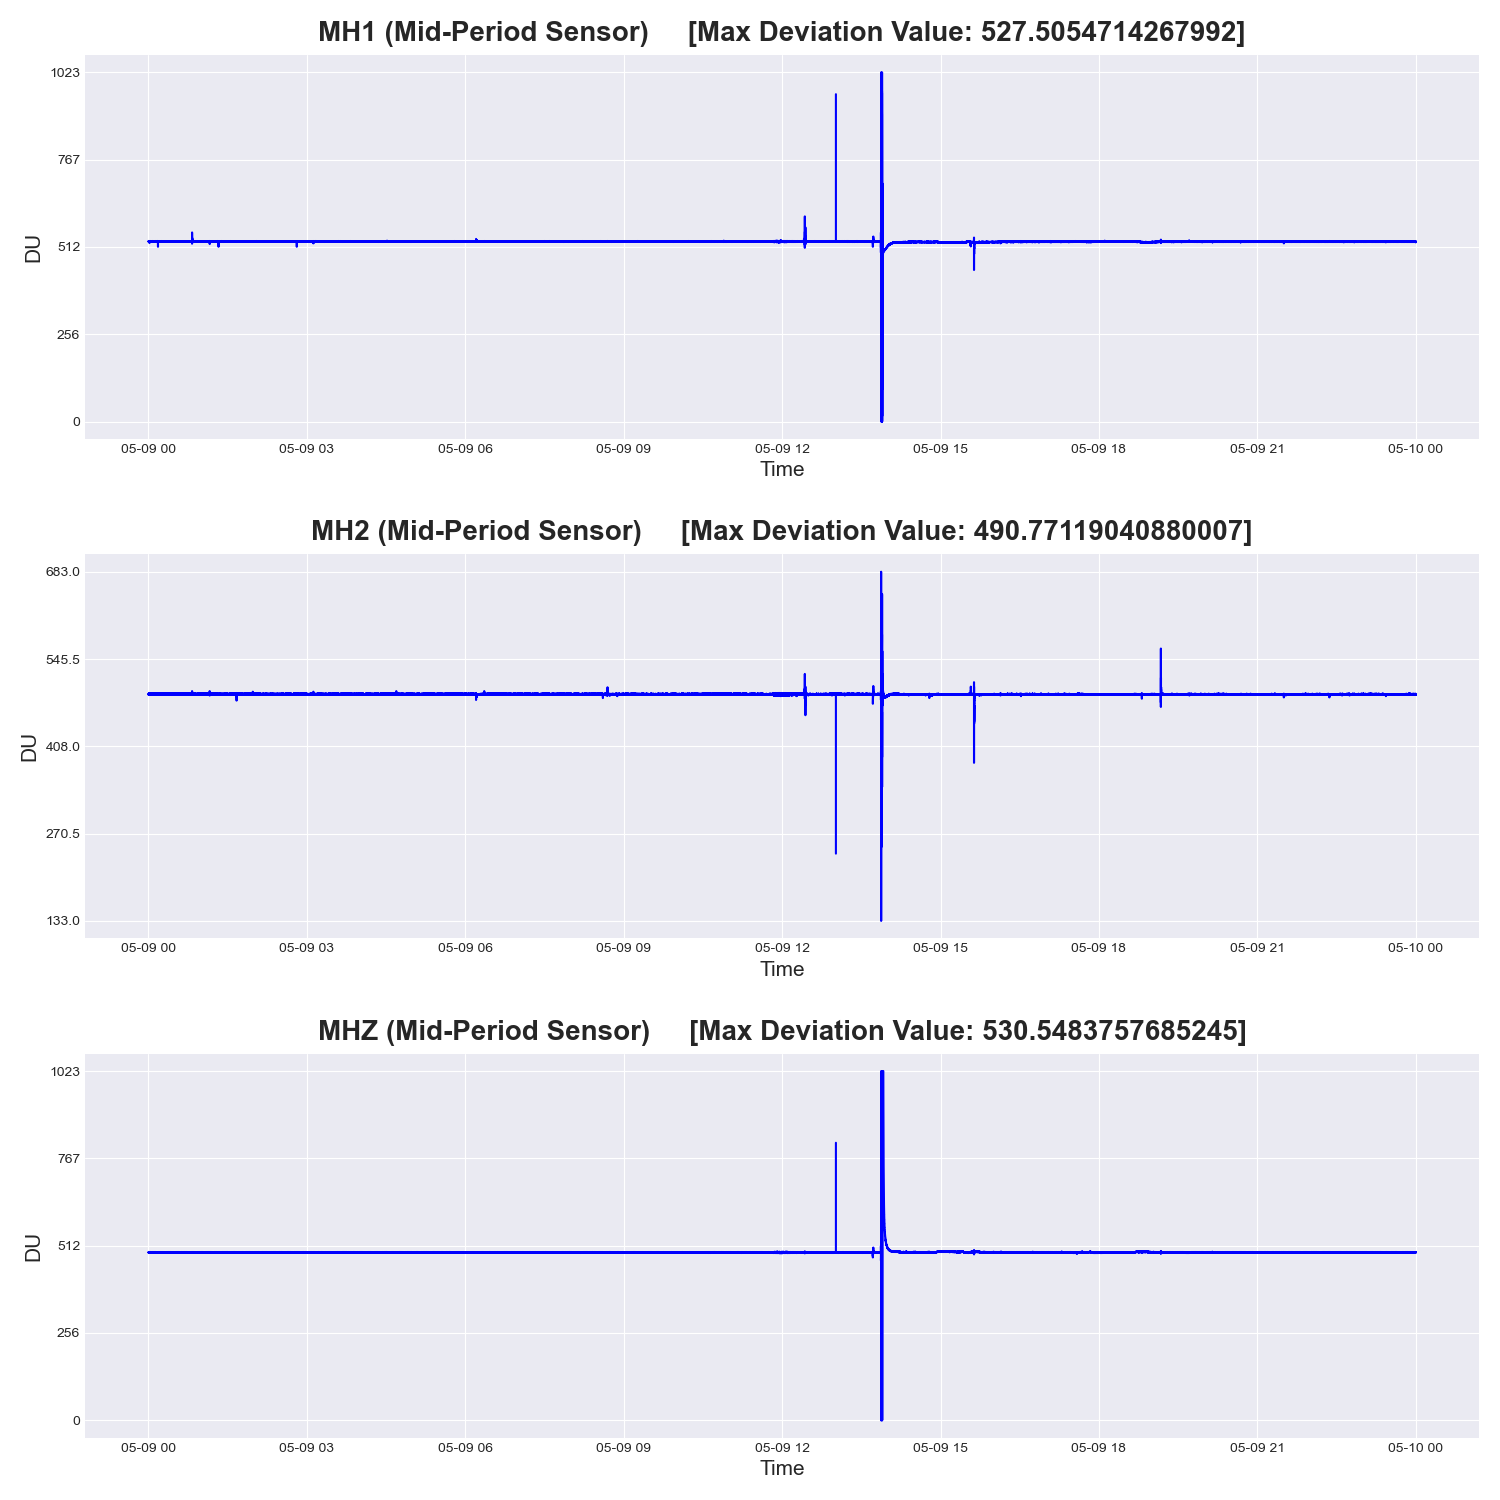 MH1 (Mid-Period Sensor) [Max Deviation Value: 527.5054714267992]
1023
767
512
256
0
DU
05-09 00 05-09 03 05-09 06 05-09 09 05-09 12 05-09 15 05-09 18 05-09 21 05-10 00
Time
MH2 (Mid-Period Sensor) [Max Deviation Value: 490.77119040880007]
683.0
545.5
408.0
270.5
133.0
DU
05-09 00 05-09 03 05-09 06 05-09 09 05-09 12 05-09 15 05-09 18 05-09 21 05-10 00
Time
MHZ (Mid-Period Sensor) [Max Deviation Value: 530.5483757685245]
1023
767
512
256
0
DU
05-09 00 05-09 03 05-09 06 05-09 09 05-09 12 05-09 15 05-09 18 05-09 21 05-10 00
Time